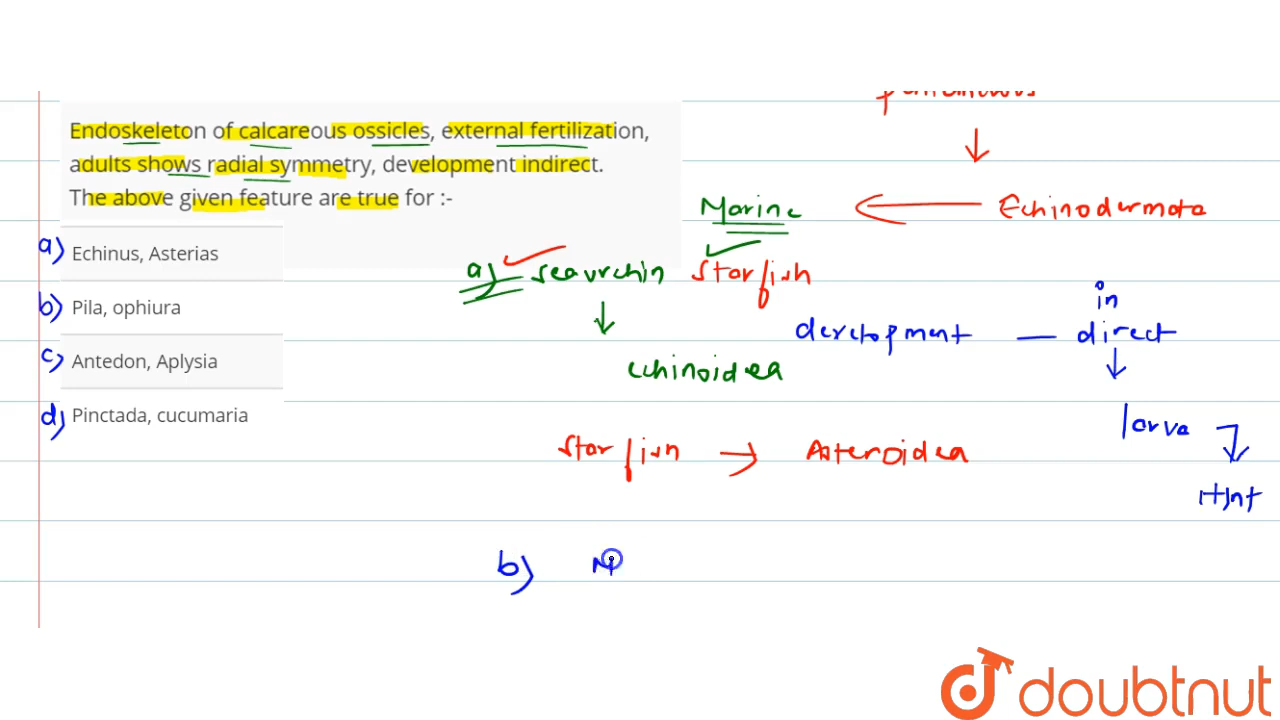 Endoskeleton of calcareous ossicles, external fertilization,
adults shows radial symmetry, development indirect.
The above given feature are true for :-
a) Echinus, Asterias
b) Pila, ophiura
c) Antedon, Aplysia
d) Pinctada, cucumaria
Marine
Echinodermata
a) seaurchin starfish
in
development — direct
echinoidea
larva
starfish → Asteroidea
b)
doubtnut